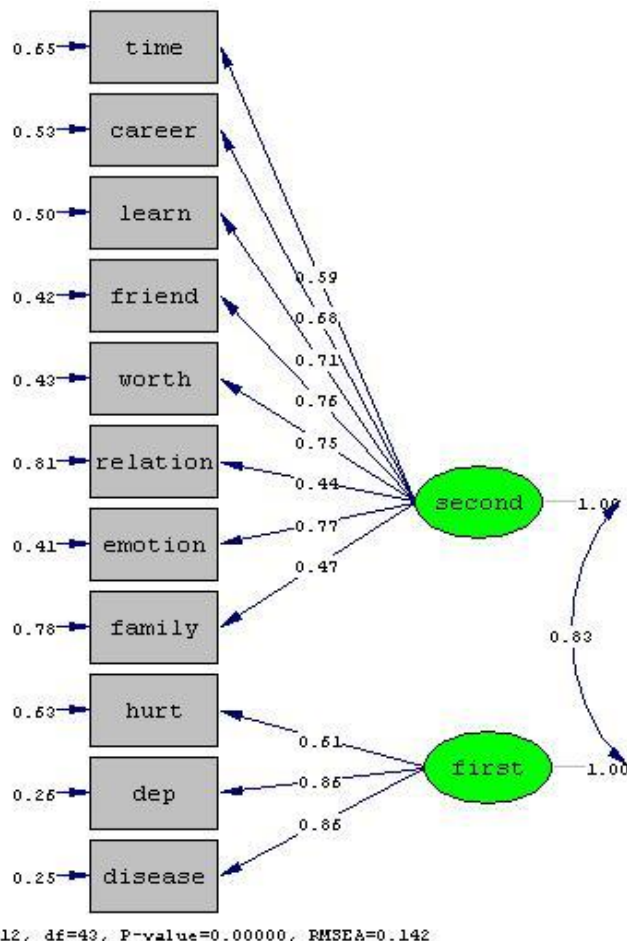 0.65 time
0.53 career
0.50 learn
0.59
0.42 friend
0.68
0.71
0.43 worth
0.76
0.75
0.81 relation
0.44
second 1.00
0.77
0.41 emotion
0.47
0.78 family
0.83
0.63 hurt
0.61
first 1.00
0.26 dep
0.86
0.86
0.25 disease
12, df=43, P-value=0.00000, RMSEA=0.142